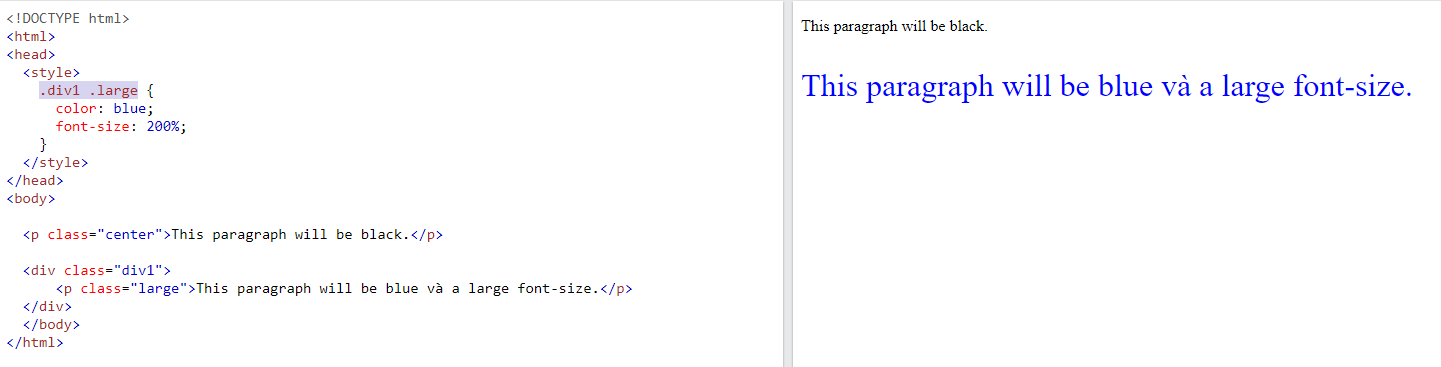 <!DOCTYPE html>
<html>
<head>
<style>
.div1 .large {
color: blue;
font-size: 200%;
}
</style>
</head>
<body>
<p class="center">This paragraph will be black.</p>
<div class="div1">
<p class="large">This paragraph will be blue và a large font-size.</p>
</div>
</body>
</html>
This paragraph will be black.
This paragraph will be blue và a large font-size.